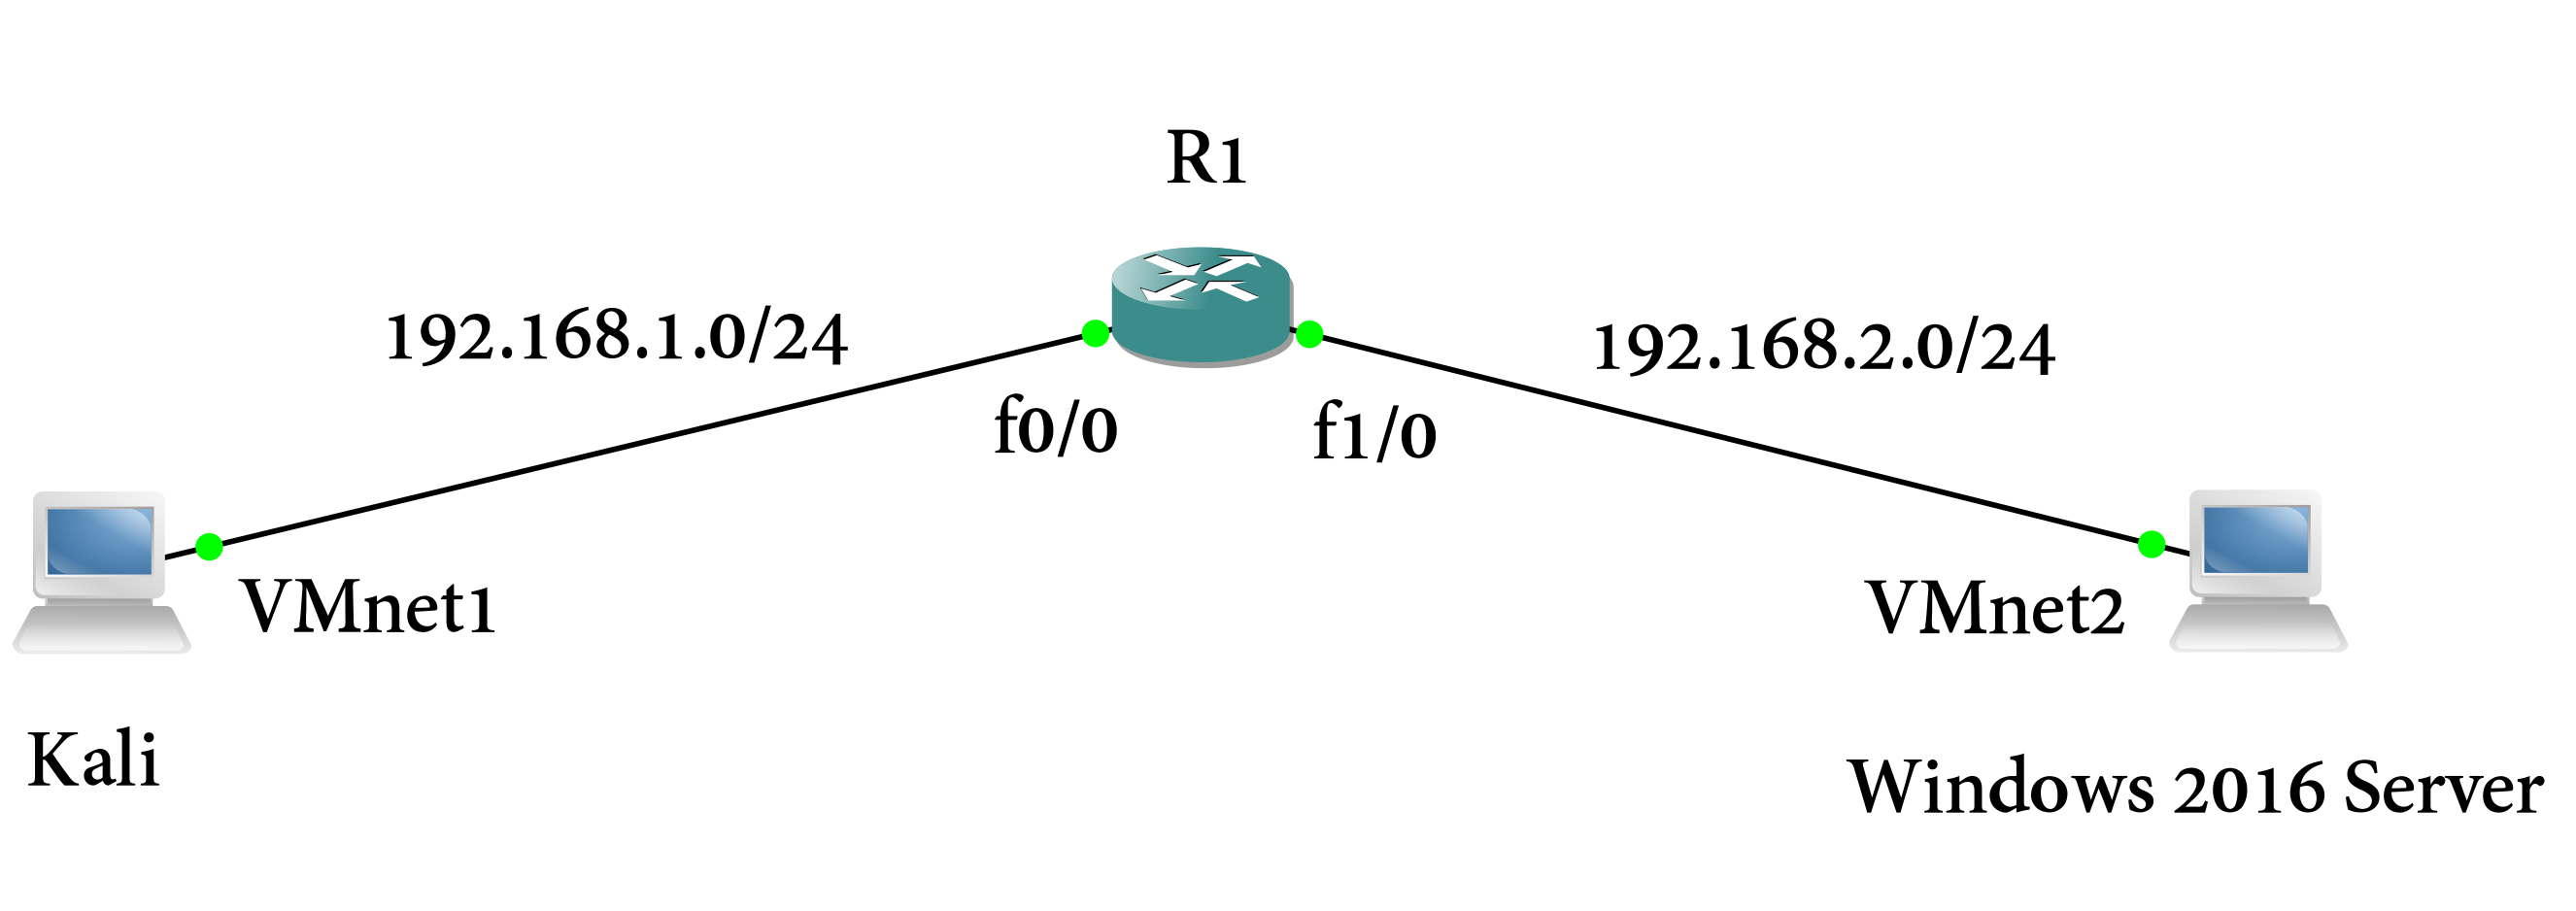 R1
192.168.1.0/24
192.168.2.0/24
f0/0
f1/0
VMnet1
VMnet2
Kali
Windows 2016 Server